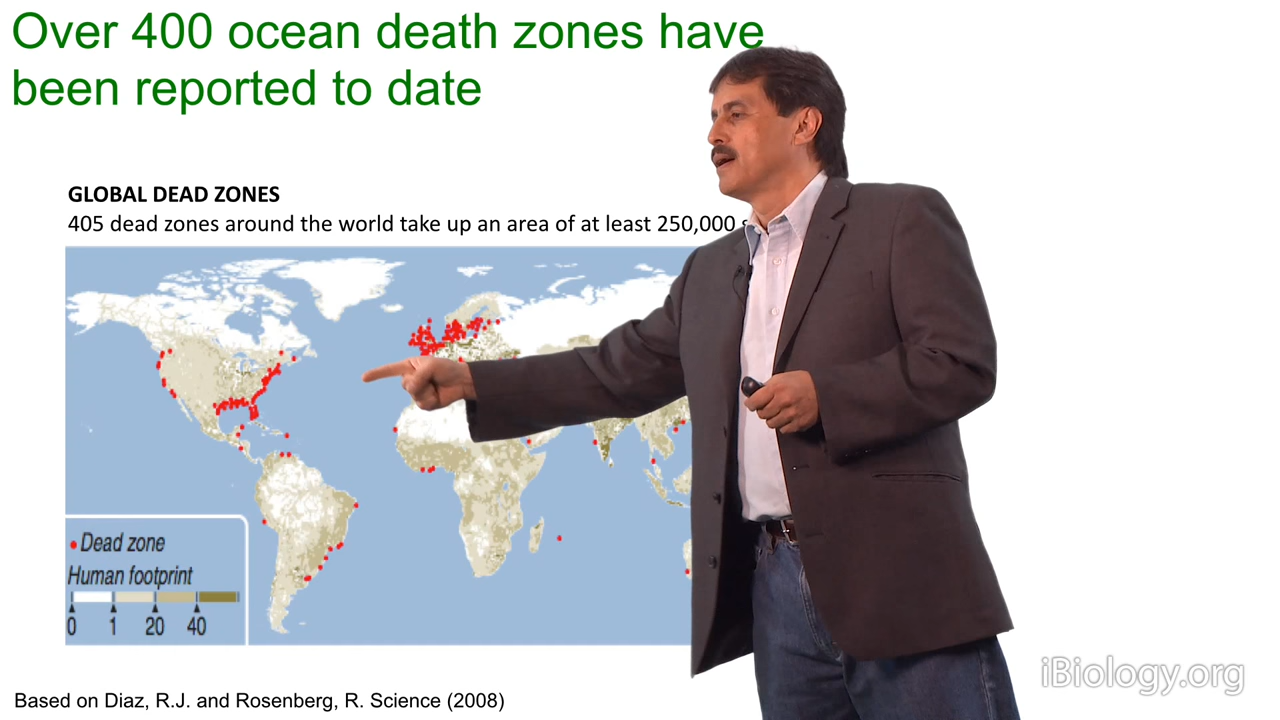 Over 400 ocean death zones have
been reported to date
GLOBAL DEAD ZONES
405 dead zones around the world take up an area of at least 250,000
Dead zone
Human footprint
0 1 20 40
Based on Diaz, R.J. and Rosenberg, R. Science (2008)
iBiology.org